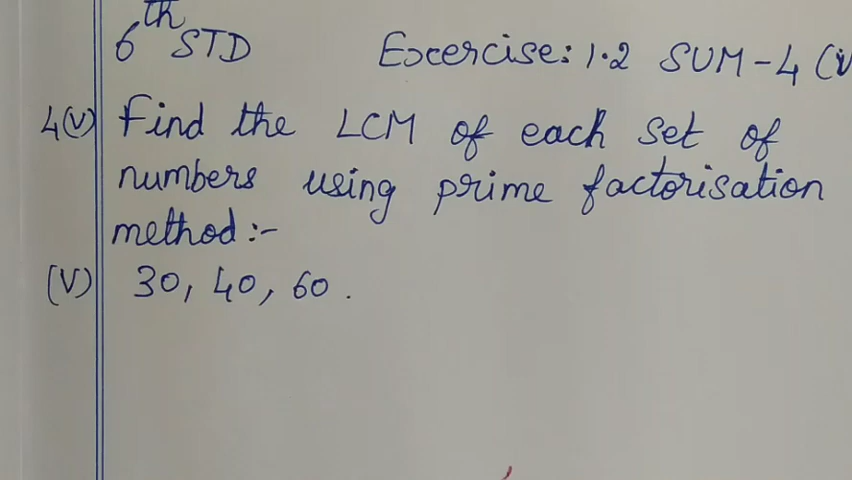 6th STD Exercise: 1.2 SUM-4 (v
4(v) Find the LCM of each set of
numbers using prime factorisation
method:-
(V) 30, 40, 60.